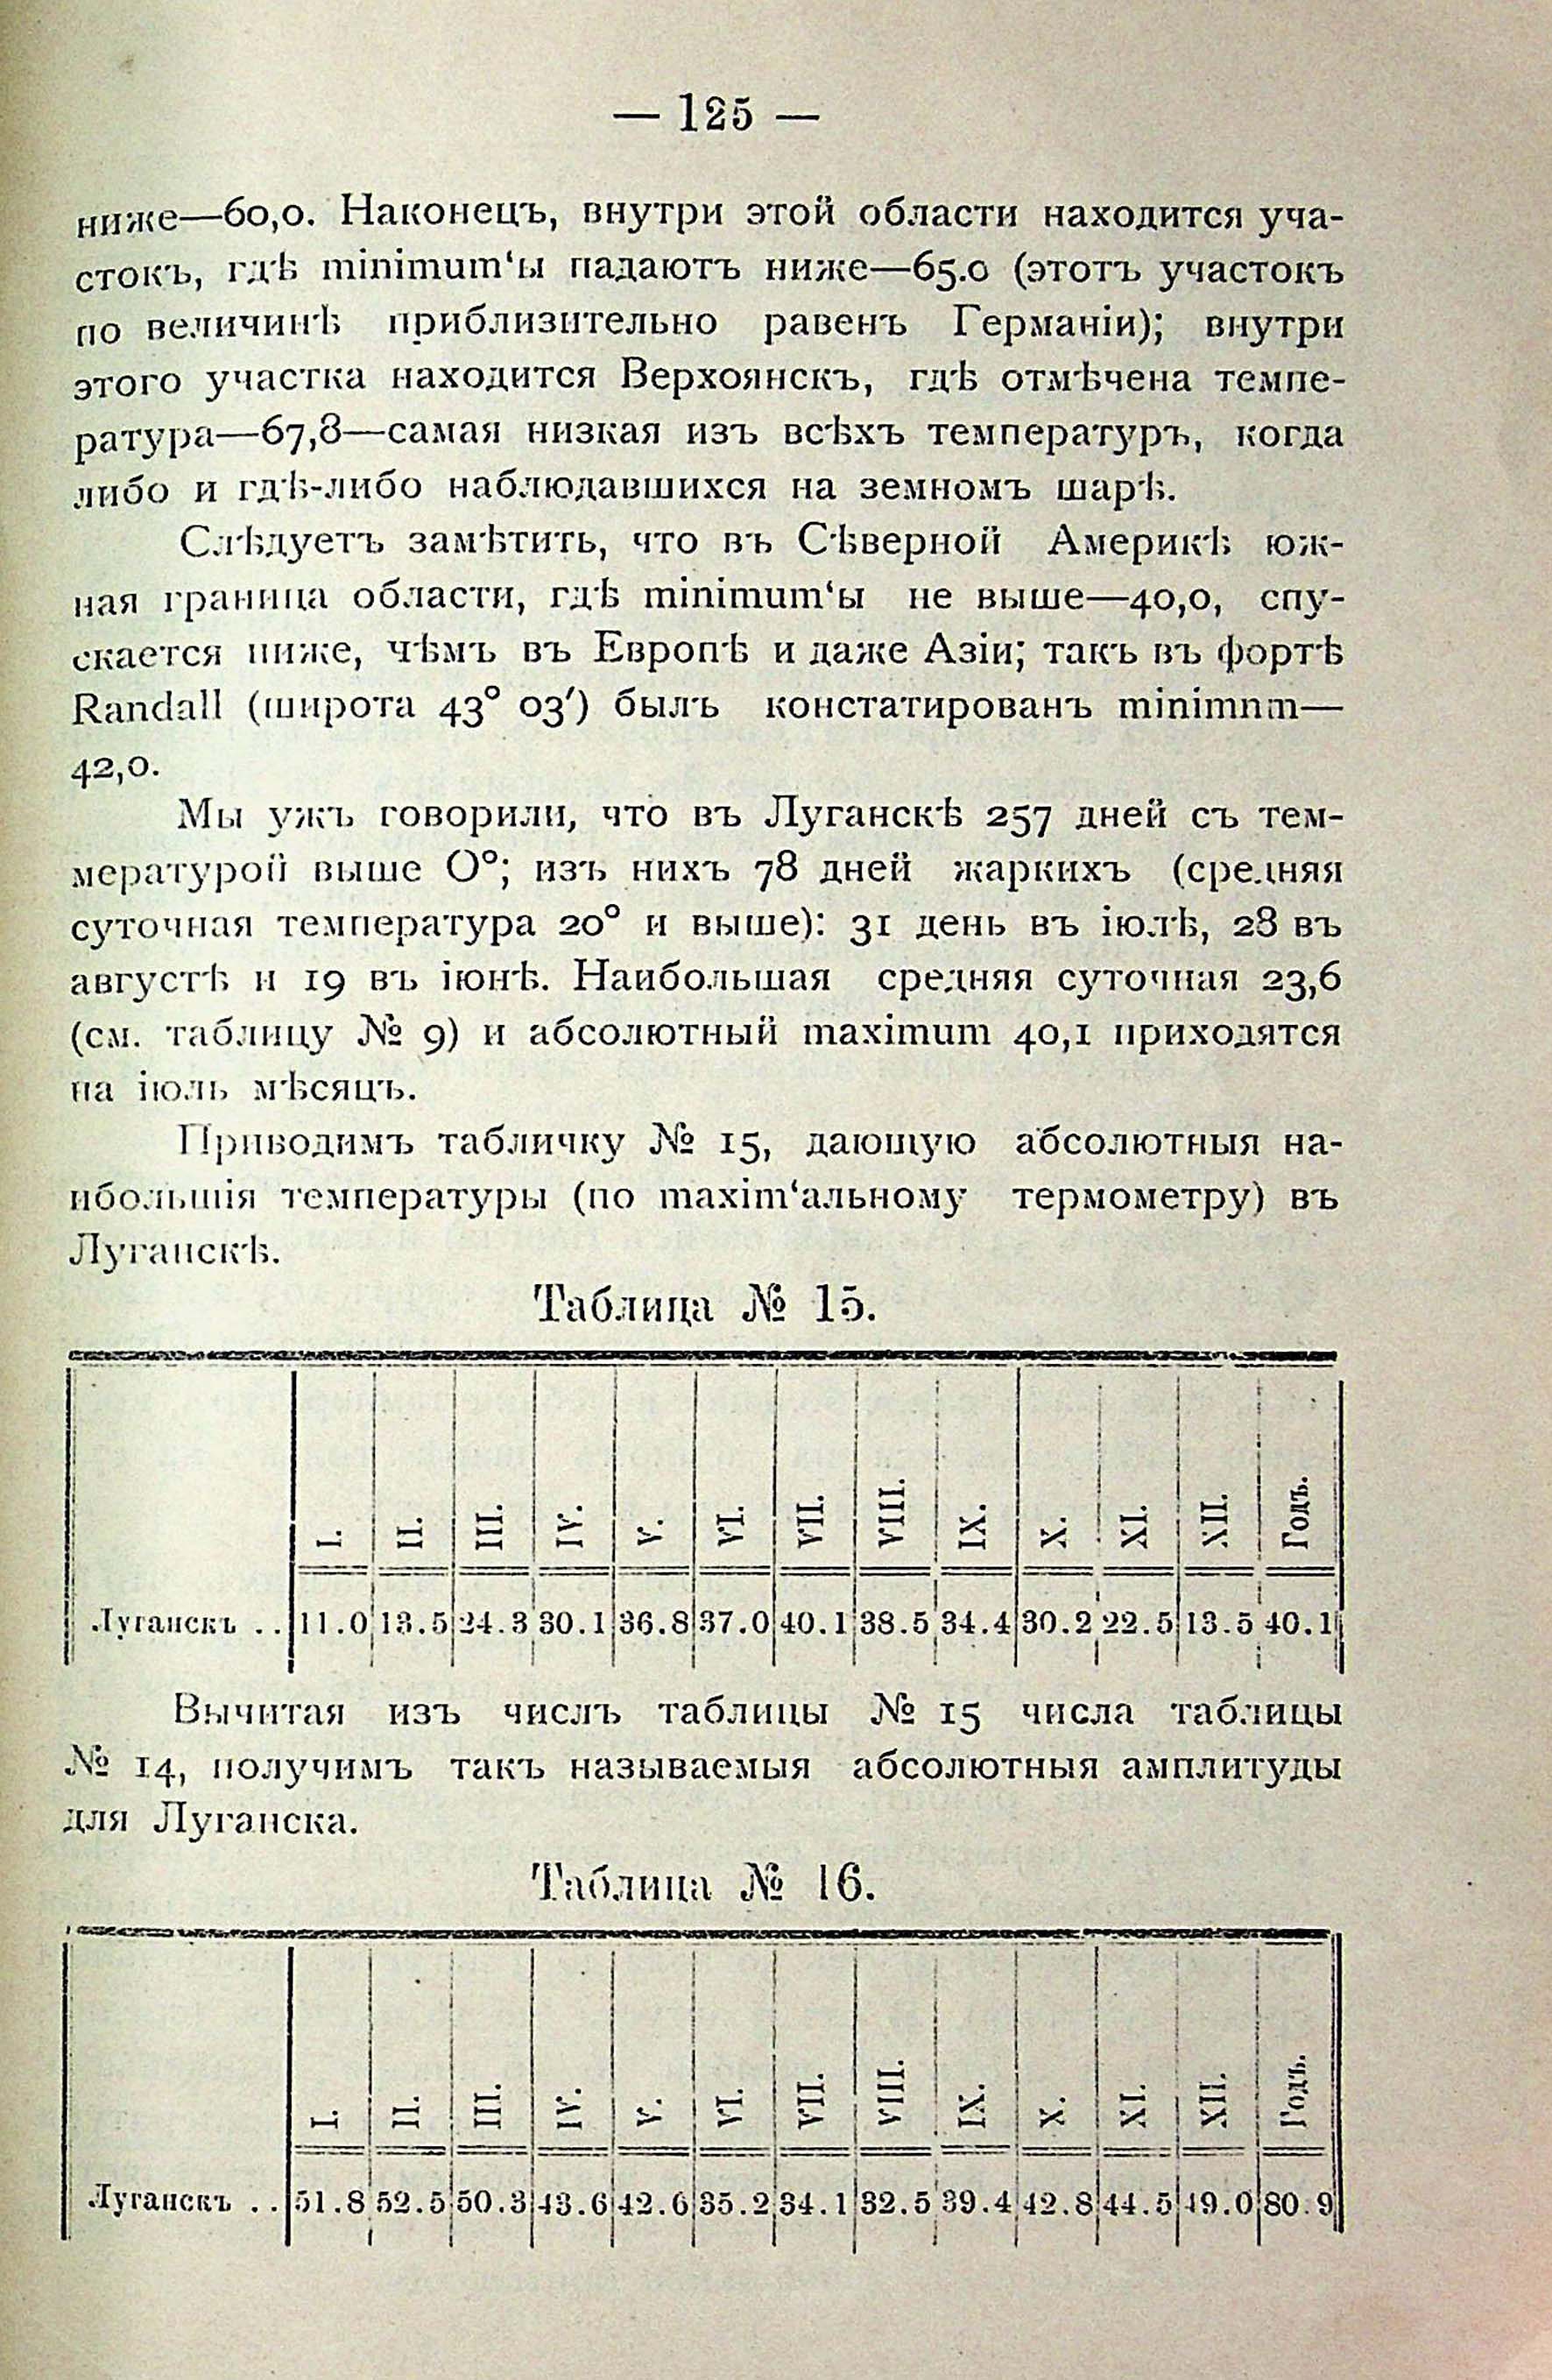 — 125 —
ниже—60,0. Наконецъ, внутри этой области находится уча-
стокъ, гдѣ minimum‘ы падаютъ ниже—65.0 (этотъ участокъ
по величинѣ приблизительно равенъ Германіи); внутри
этого участка находится Верхоянскъ, гдѣ отмѣчена темпе-
ратура—67,8—самая низкая изъ всѣхъ температуръ, когда
либо и гдѣ-либо наблюдавшихся на земномъ шарѣ.
Слѣдуетъ замѣтить, что въ Сѣверной Америкѣ юж-
ная граница области, гдѣ minimum‘ы не выше—40,0, спу-
скается ниже, чѣмъ въ Европѣ и даже Азіи; такъ въ фортѣ
Randall (широта 43° 03′) былъ констатированъ minimnm—
42,0.
Мы ужъ говорили, что въ Луганскѣ 257 дней съ тем-
мературой выше О°; изъ нихъ 78 дней жаркихъ (средняя
суточная температура 20° и выше): 31 день въ іюлѣ, 28 въ
августѣ и 19 въ іюнѣ. Наибольшая средняя суточная 23,6
(см. таблицу № 9) и абсолютный maximum 40,1 приходятся
на іюль мѣсяцъ.
Приводимъ табличку № 15, дающую абсолютныя на-
ибольшія температуры (по maxim‘альному термометру) въ
Луганскѣ.
Таблица № 15.
I. II. III. IV. V. VI. VII. VIII. IX. X. XI. XII. Годъ.
Луганскъ . . 11.0 13.5 24.3 30.1 36.8 37.0 40.1 38.5 34.4 30.2 22.5 13.5 40.1
Вычитая изъ числъ таблицы № 15 числа таблицы
№ 14, получимъ такъ называемыя абсолютныя амплитуды
для Луганска.
Таблица № 16.
I. II. III. IV. V. VI. VII. VIII. IX. X. XI. XII. Годъ.
Луганскъ . . 51.8 52.5 50.3 43.6 42.6 35.2 34.1 32.5 39.4 42.8 44.5 49.0 80.9